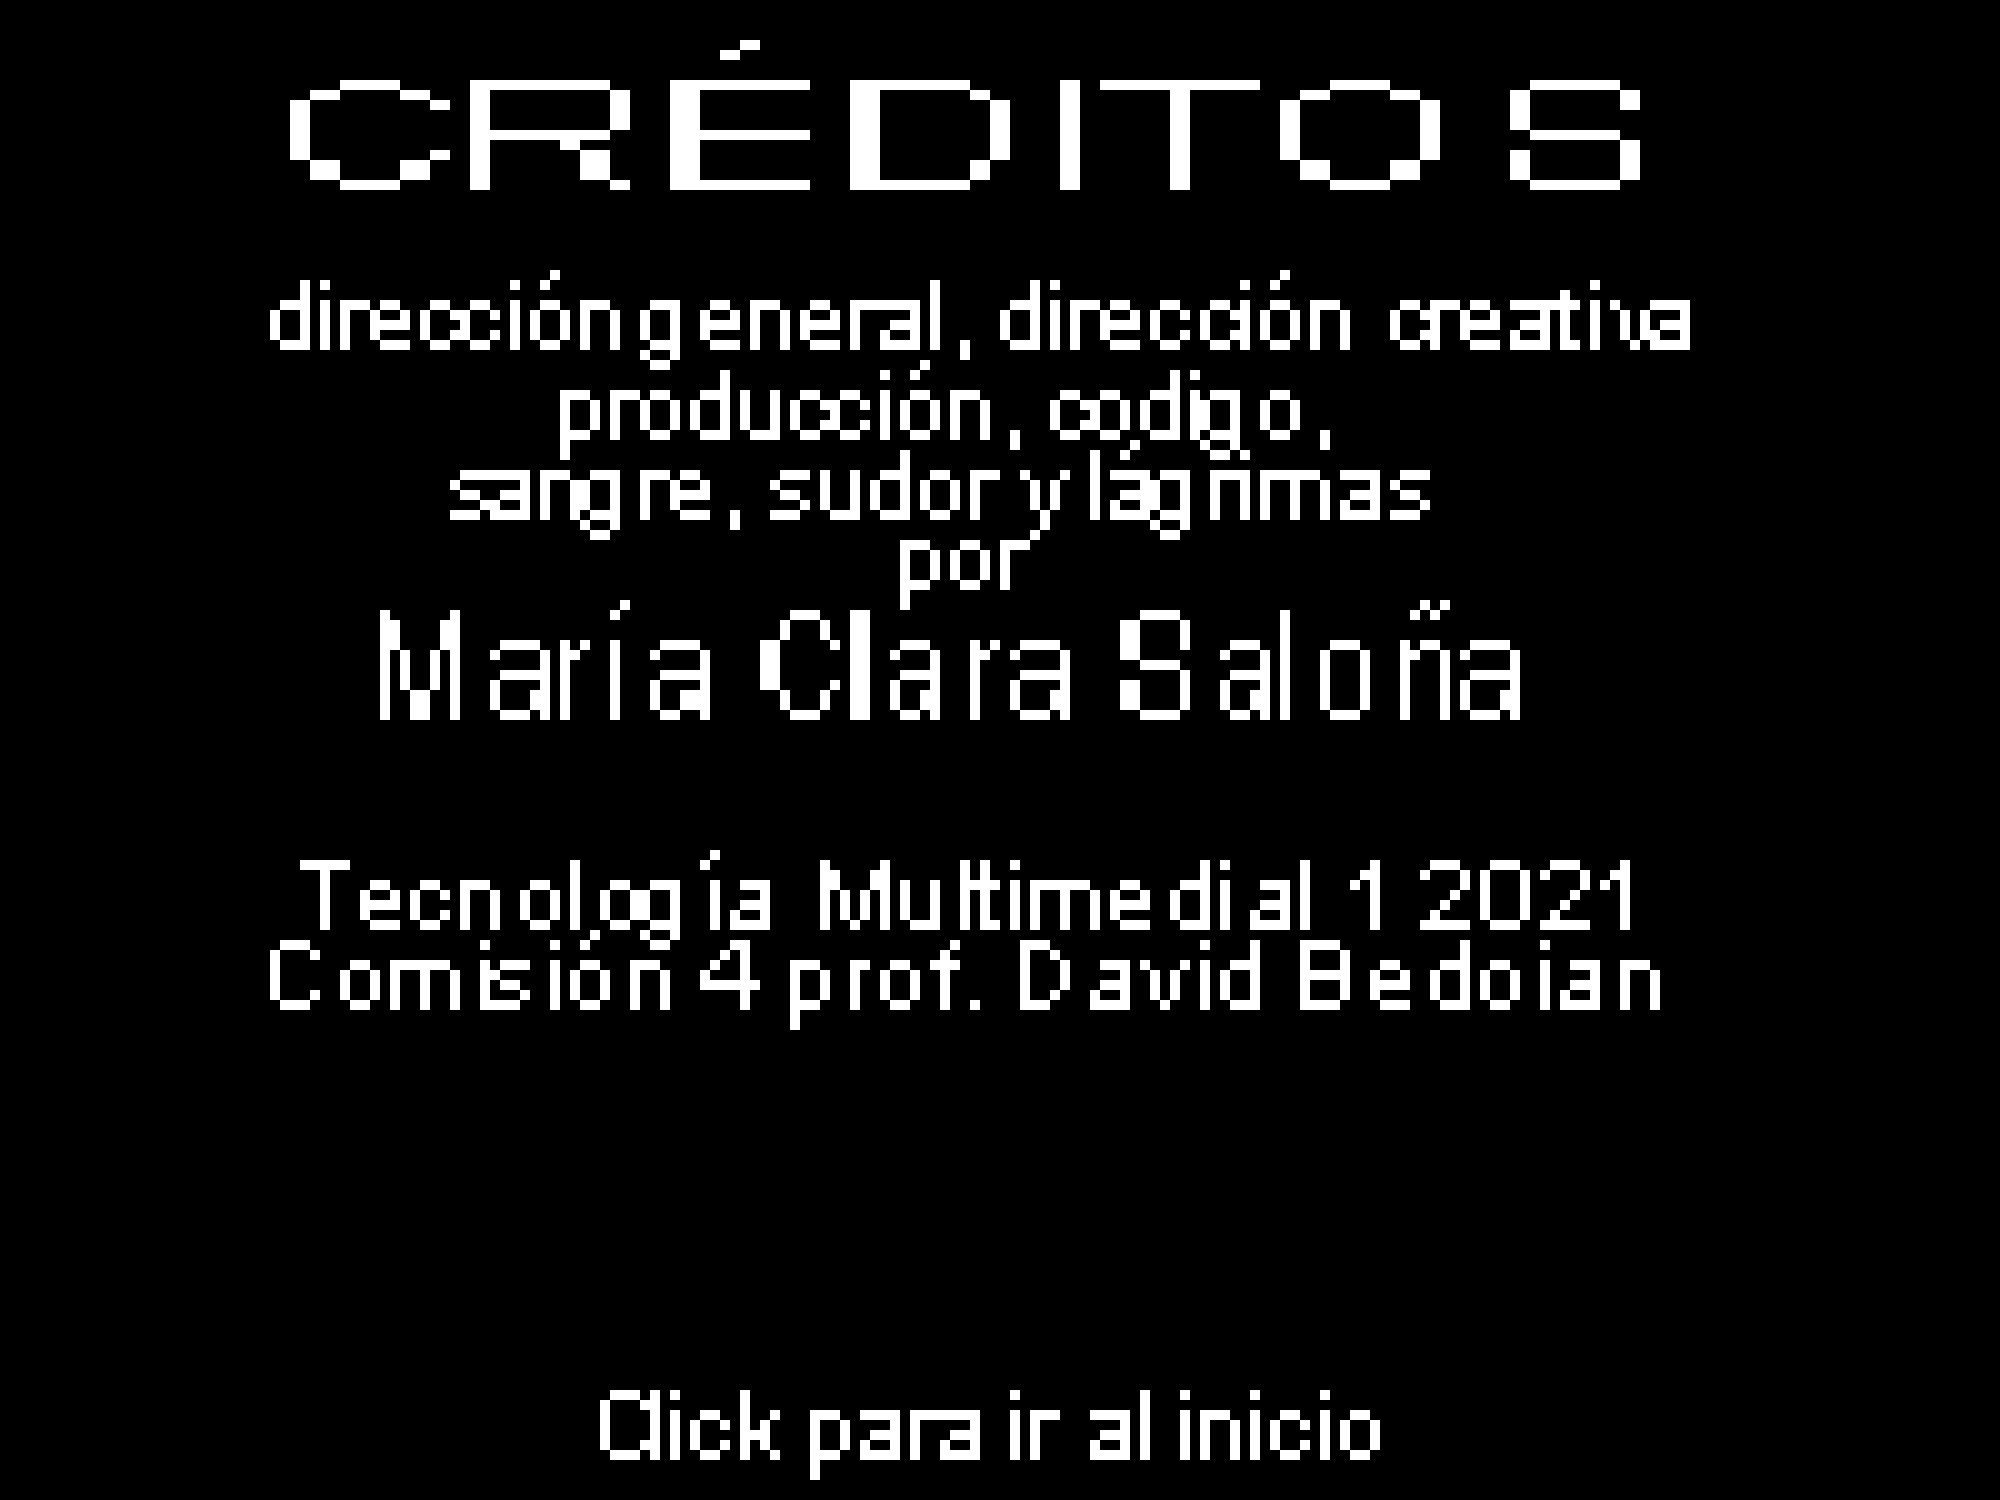 CRÉDITOS
dirección general, dirección creativa
producción, codigo,
sangre, sudor y lágrimas
por
María Clara Saloña
Tecnología Multimedial 1 2021
Comisión 4 prof. David Bedoian
Click para ir al inicio